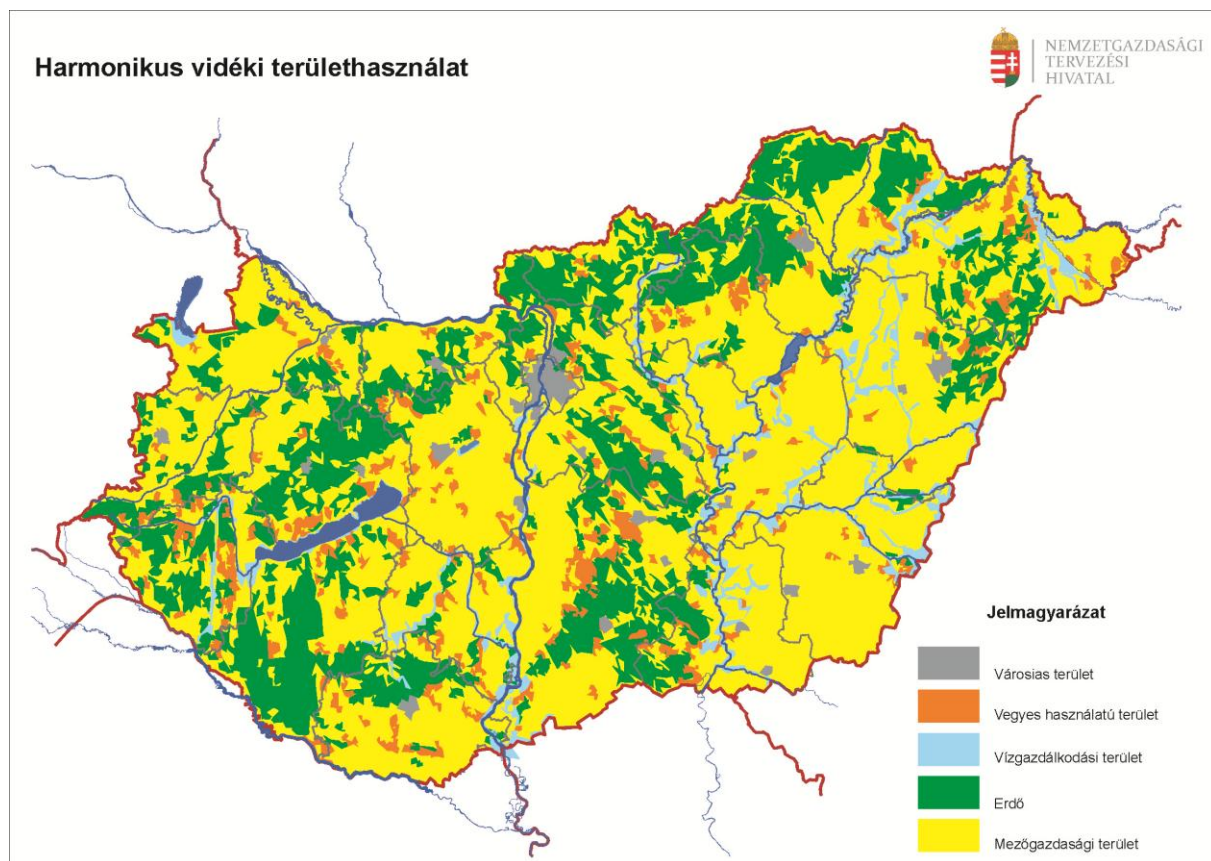 Harmonikus vidéki területhasználat
NEMZETGAZDASÁGI
TERVEZÉSI
HIVATAL
Jelmagyarázat
Városias terület
Vegyes használatú terület
Vízgazdálkodási terület
Erdő
Mezőgazdasági terület